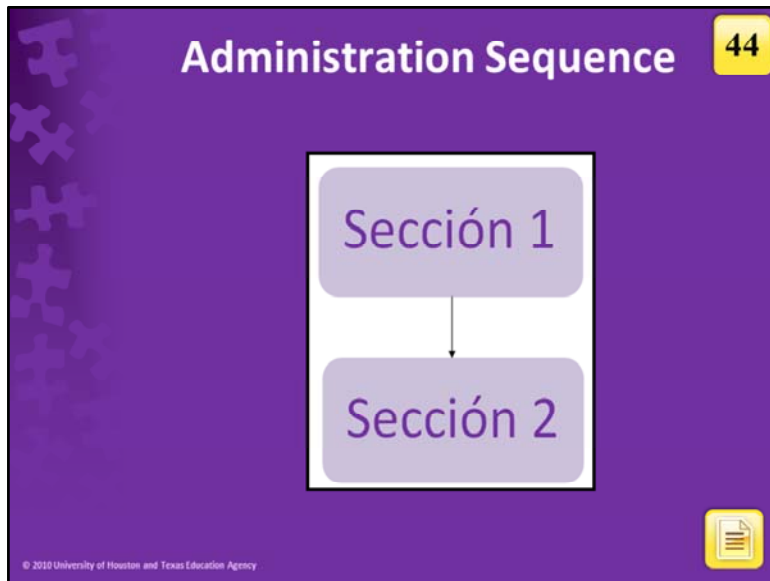 Administration Sequence
44
Sección 1
Sección 2
© 2010 University of Houston and Texas Education Agency